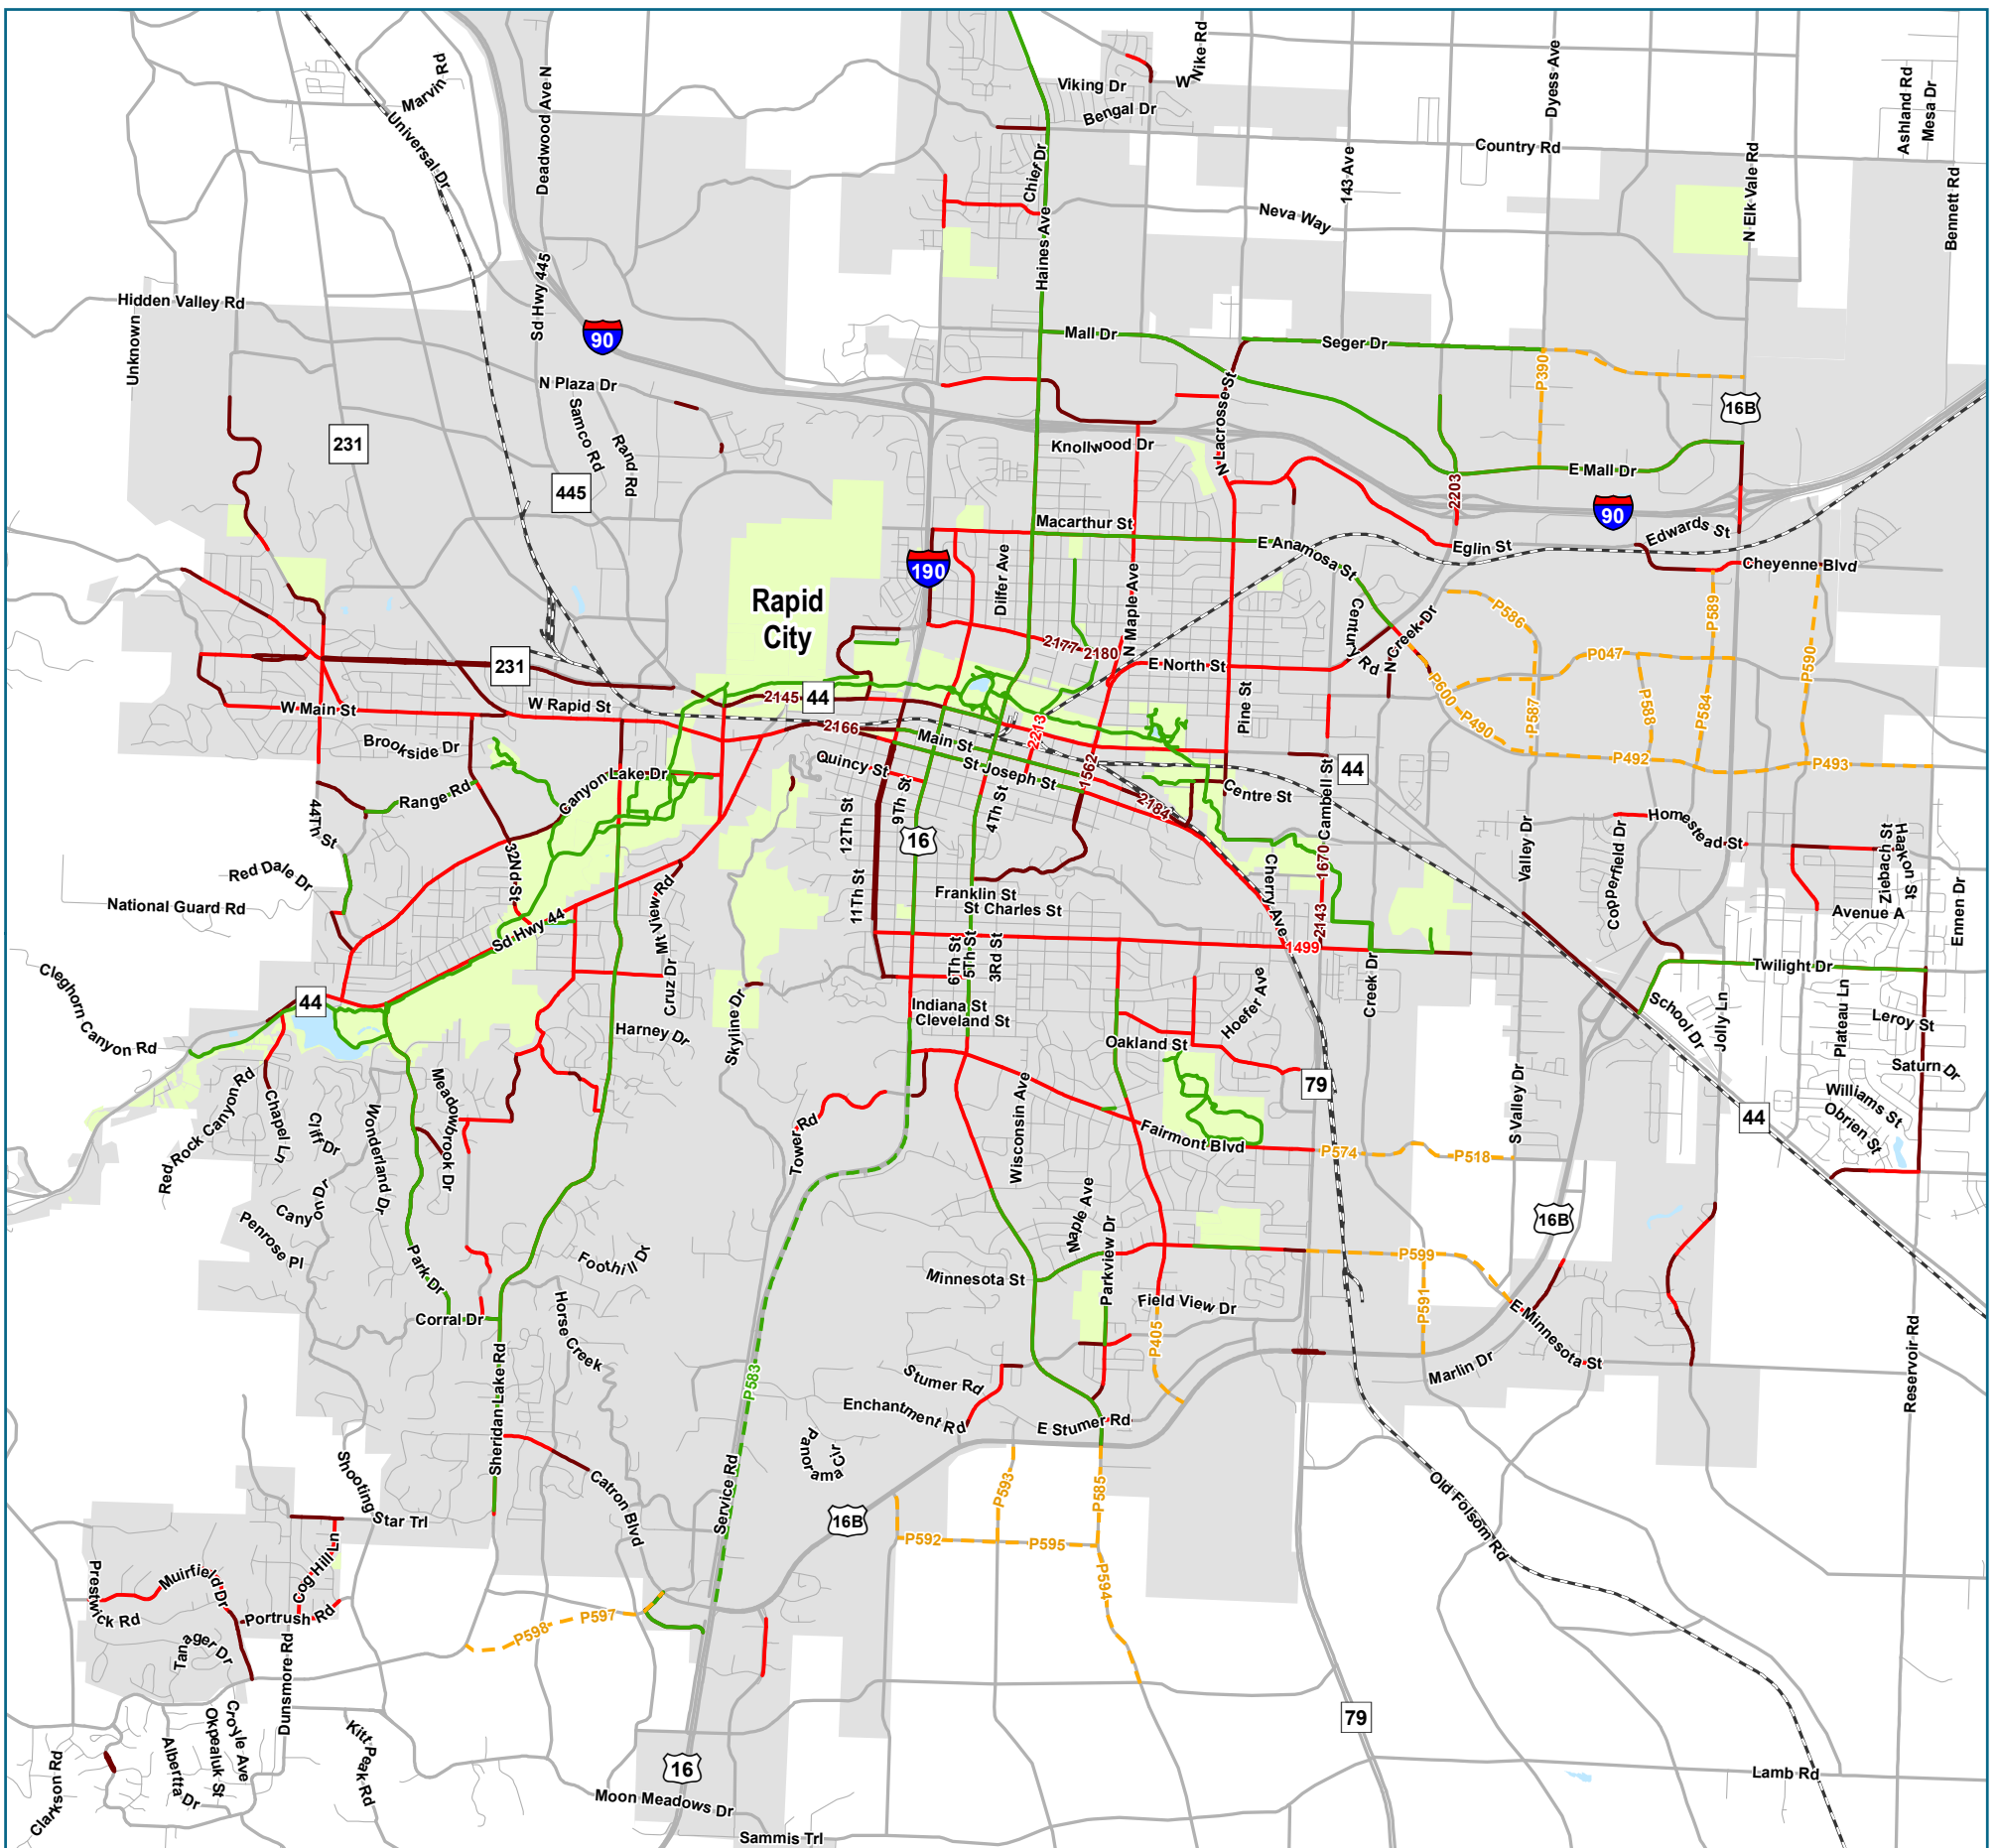 Nike Rd
W
Viking Dr
Bengal Dr
Marvin Rd
Universal Dr
Deadwood Ave N
Dyess Ave
Ashland Rd
Mesa Dr
Country Rd
143 Ave
Chief Dr
N Elk Vale Rd
Bennett Rd
Neva Way
Haines Ave
Sd Hwy 445
Hidden Valley Rd
Unknown
90
Mall Dr
Seger Dr
P390
N Plaza Dr
Samco Rd
Rand Rd
N Lacrosse St
16B
231
445
Knollwood Dr
E Mall Dr
2203
90
Macarthur St
Edwards St
E Anamosa St
Eglin St
Cheyenne Blvd
190
Differ Ave
N Maple Ave
Rapid
City
P586
P589
P590
Century Rd
N Creek Dr
2177
2180
E North St
P047
231
2145
44
P600
P587
P588
P584
W Main St
W Rapid St
Pine St
P490
Brookside Dr
2166
Main St
2213
P492
P493
Quincy St
St Joseph St
1562
44
Canyon Lake Dr
Range Rd
9Th St
4Th St
Centre St
Cambell St
2184
44Th St
12Th St
16
Valley Dr
Copperfield Dr
Homestead St
Ziebach St
Haakon St
Red Dale Dr
32Nd St
Cherry Ave
1670
National Guard Rd
Mt View Rd
11Th St
Franklin St
St Charles St
2143
Avenue A
Ennen Dr
Sd Hwy 44
6Th St
5Th St
3Rd St
1499
Twilight Dr
Cleghorn Canyon Rd
44
Cruz Dr
Skyline Dr
Indiana St
Cleveland St
Hoefer Ave
Creek Dr
School Dr
Jolly Ln
Plateau Ln
Leroy St
Harney Dr
Oakland St
Saturn Dr
Red Rock Canyon Rd
Chapel Ln
Cliff Dr
Wonderland Dr
Meadowbrook Dr
Wisconsin Ave
79
S Valley Dr
Williams St
Obrien St
44
Tower Rd
Fairmont Blvd
P574
P518
Canyon Dr
Penrose Pl
Park Dr
Foothill Dr
Maple Ave
Parkview Dr
16B
P599
Minnesota St
Field View Dr
P591
E Minnesota St
Corral Dr
Horse Creek
P405
Sheridan Lake Rd
P583
Stumer Rd
Marlin Dr
Reservoir Rd
Enchantment Rd
E Stumer Rd
Panorama Cir
Shooting Star Trl
Catron Blvd
Service Rd
P593
P585
Old Folsom Rd
16B
P592
P595
Prestwick Rd
Muirfield Dr
Cog Hill Ln
P594
Portrush Rd
P598
P597
Tanager Dr
Dunsmore Rd
Croyle Ave
Okpealuk St
Albertta Dr
Kitt Peak Rd
79
Clarkson Rd
16
Lamb Rd
Moon Meadows Dr
Sammis Trl